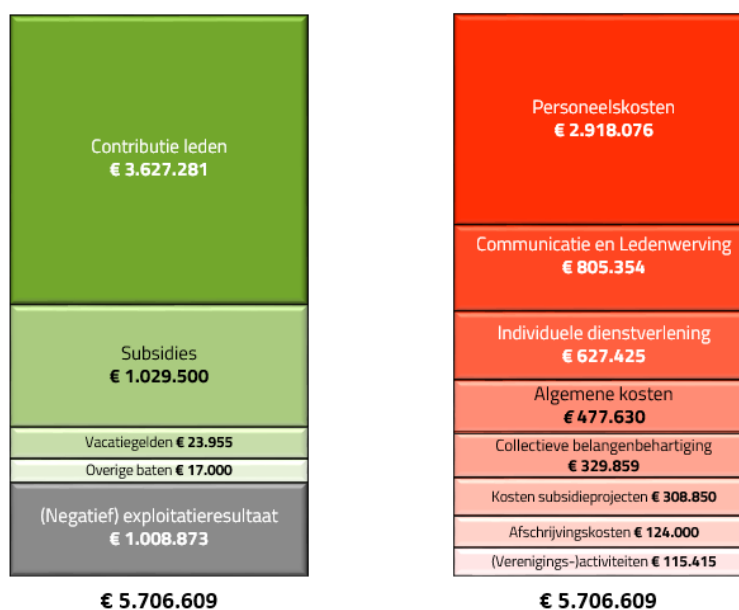 Contributie leden
€ 3.627.281
Subsidies
€ 1.029.500
Vacatiegelden € 23.955
Overige baten € 17.000
(Negatief) exploitatieresultaat
€ 1.008.873
€ 5.706.609
Personeelskosten
€ 2.918.076
Communicatie en Ledenwerving
€ 805.354
Individuele dienstverlening
€ 627.425
Algemene kosten
€ 477.630
Collectieve belangenbehartiging
€ 329.859
Kosten subsidieprojecten € 308.850
Afschrijvingskosten € 124.000
(Verenigings-)activiteiten € 115.415
€ 5.706.609